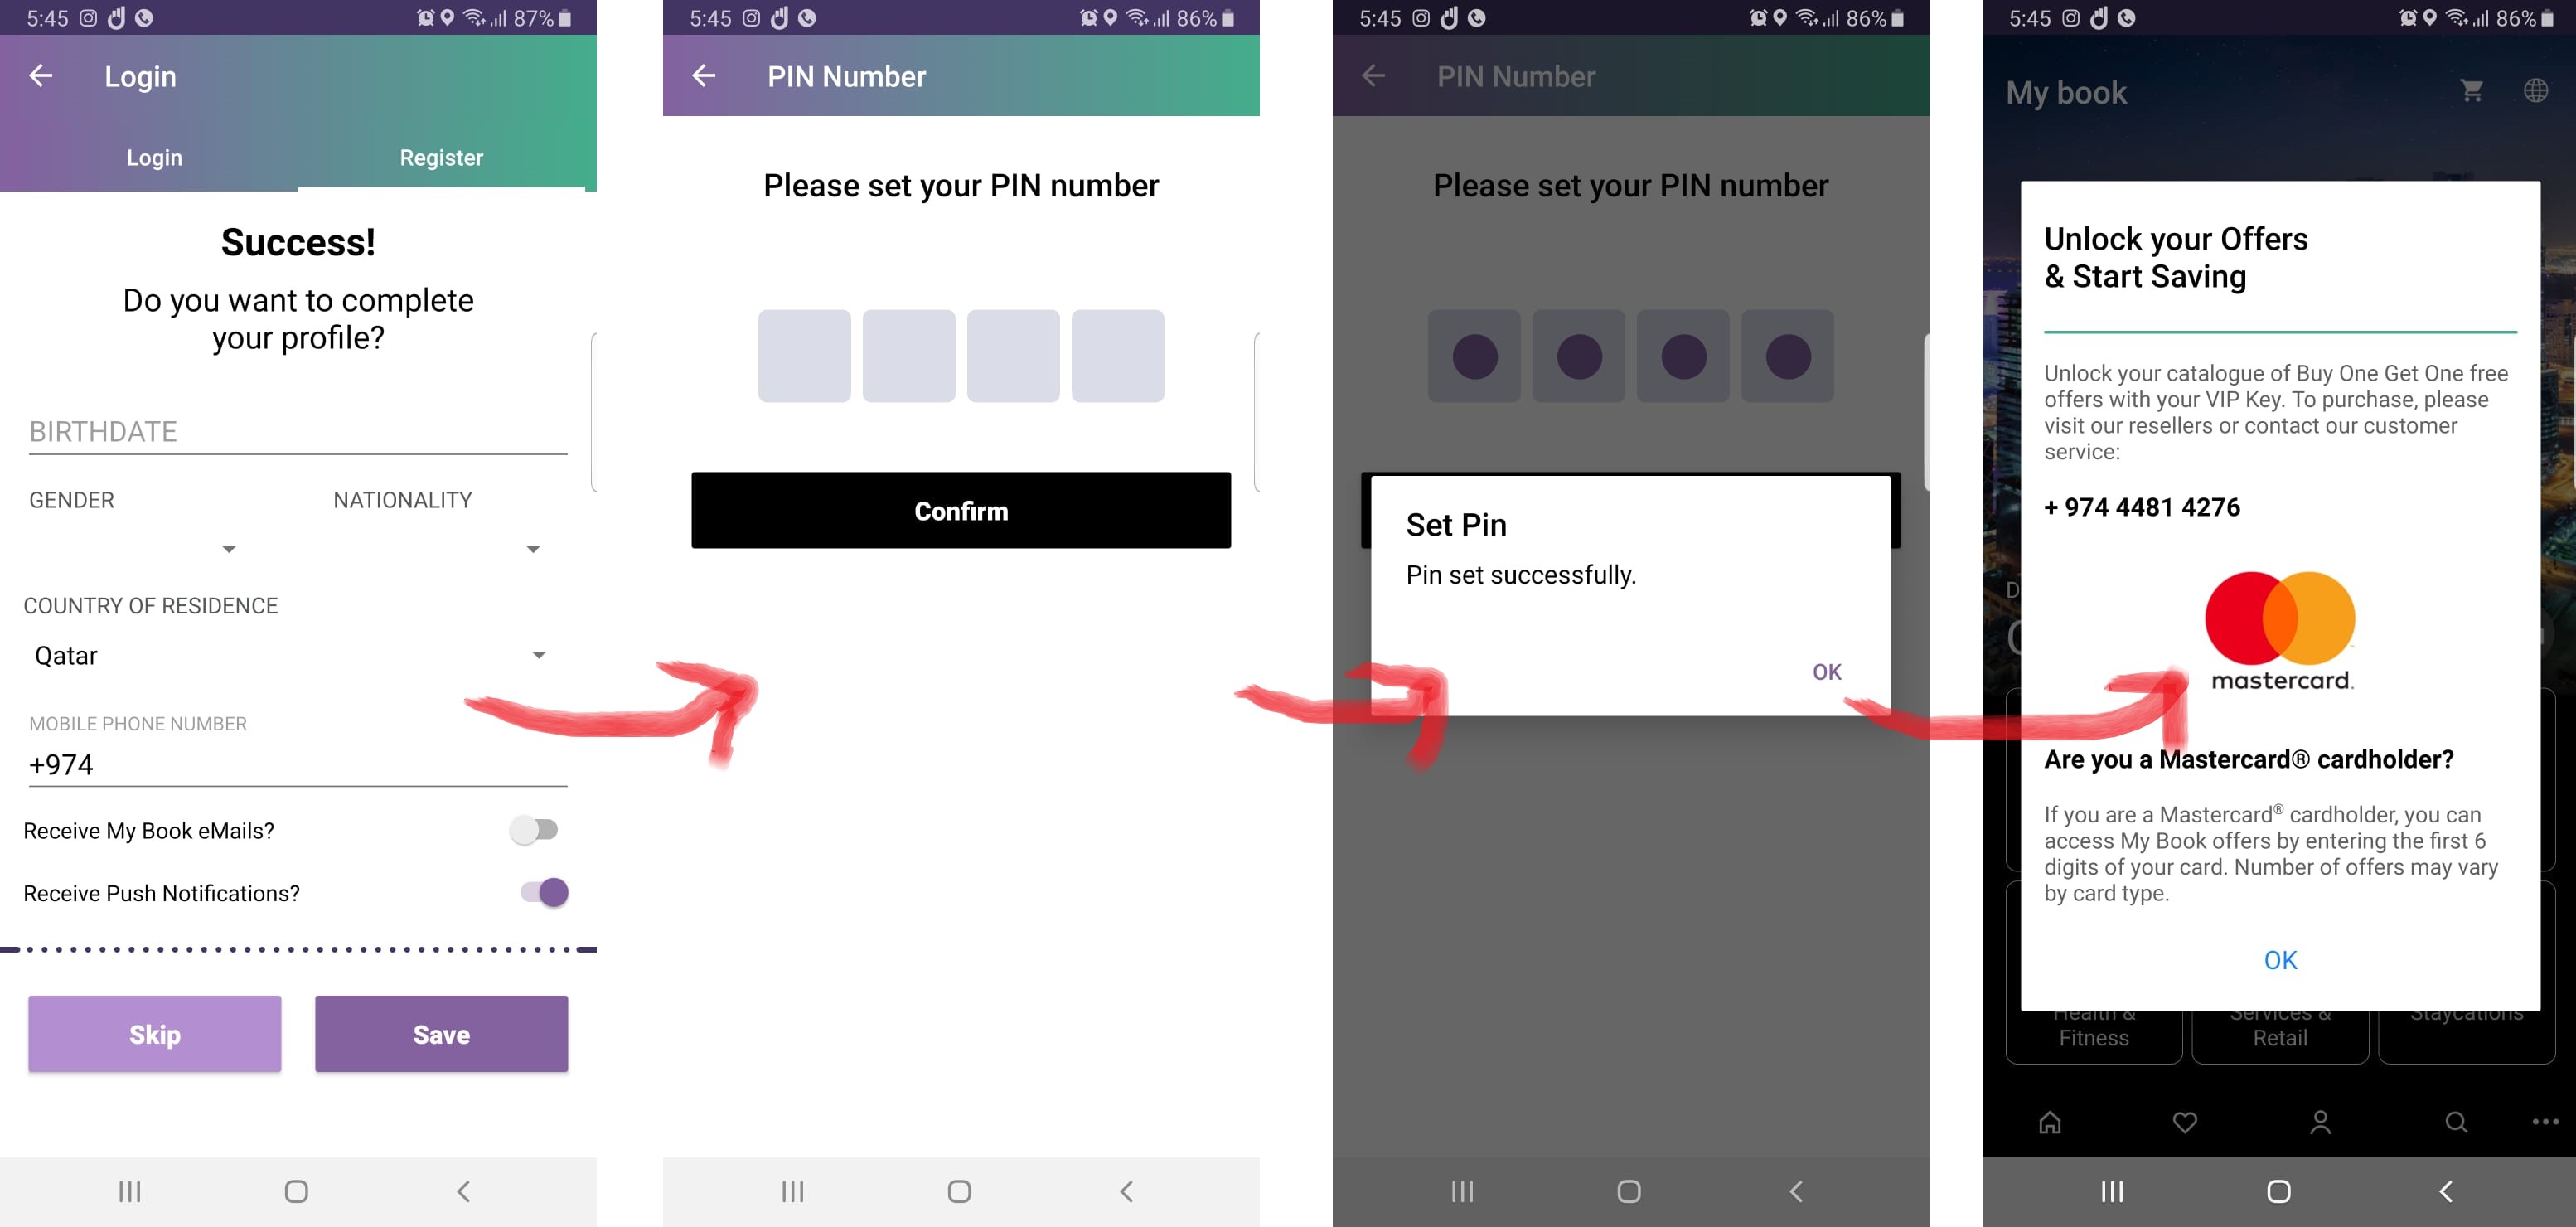 5:45
87%
Login
Login
Register
Success!
Do you want to complete
your profile?
BIRTHDATE
GENDER
NATIONALITY
COUNTRY OF RESIDENCE
Qatar
MOBILE PHONE NUMBER
+974
Receive My Book eMails?
Receive Push Notifications?
Skip
Save
5:45
86%
PIN Number
Please set your PIN number
Confirm
5:45
86%
PIN Number
Please set your PIN number
Set Pin
Pin set successfully.
OK
5:45
86%
My book
Unlock your Offers
& Start Saving
Unlock your catalogue of Buy One Get One free
offers with your VIP Key. To purchase, please
visit our resellers or contact our customer
service:
+ 974 4481 4276
mastercard.
Are you a Mastercard® cardholder?
If you are a Mastercard® cardholder, you can
access My Book offers by entering the first 6
digits of your card. Number of offers may vary
by card type.
OK
Health &
Fitness
Services &
Retail
Staycations